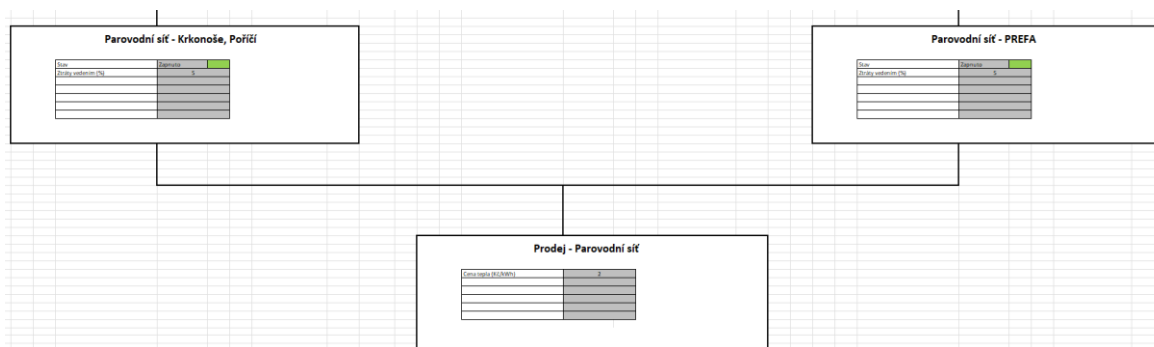 Parovodní síť - Krkonoše, Poříčí
Stav Zapnuto
Ztráty vedením (%) 5
Parovodní síť - PREFA
Stav Zapnuto
Ztráty vedením (%) 5
Prodej - Parovodní síť
Cena tepla (Kč/kWh) 2